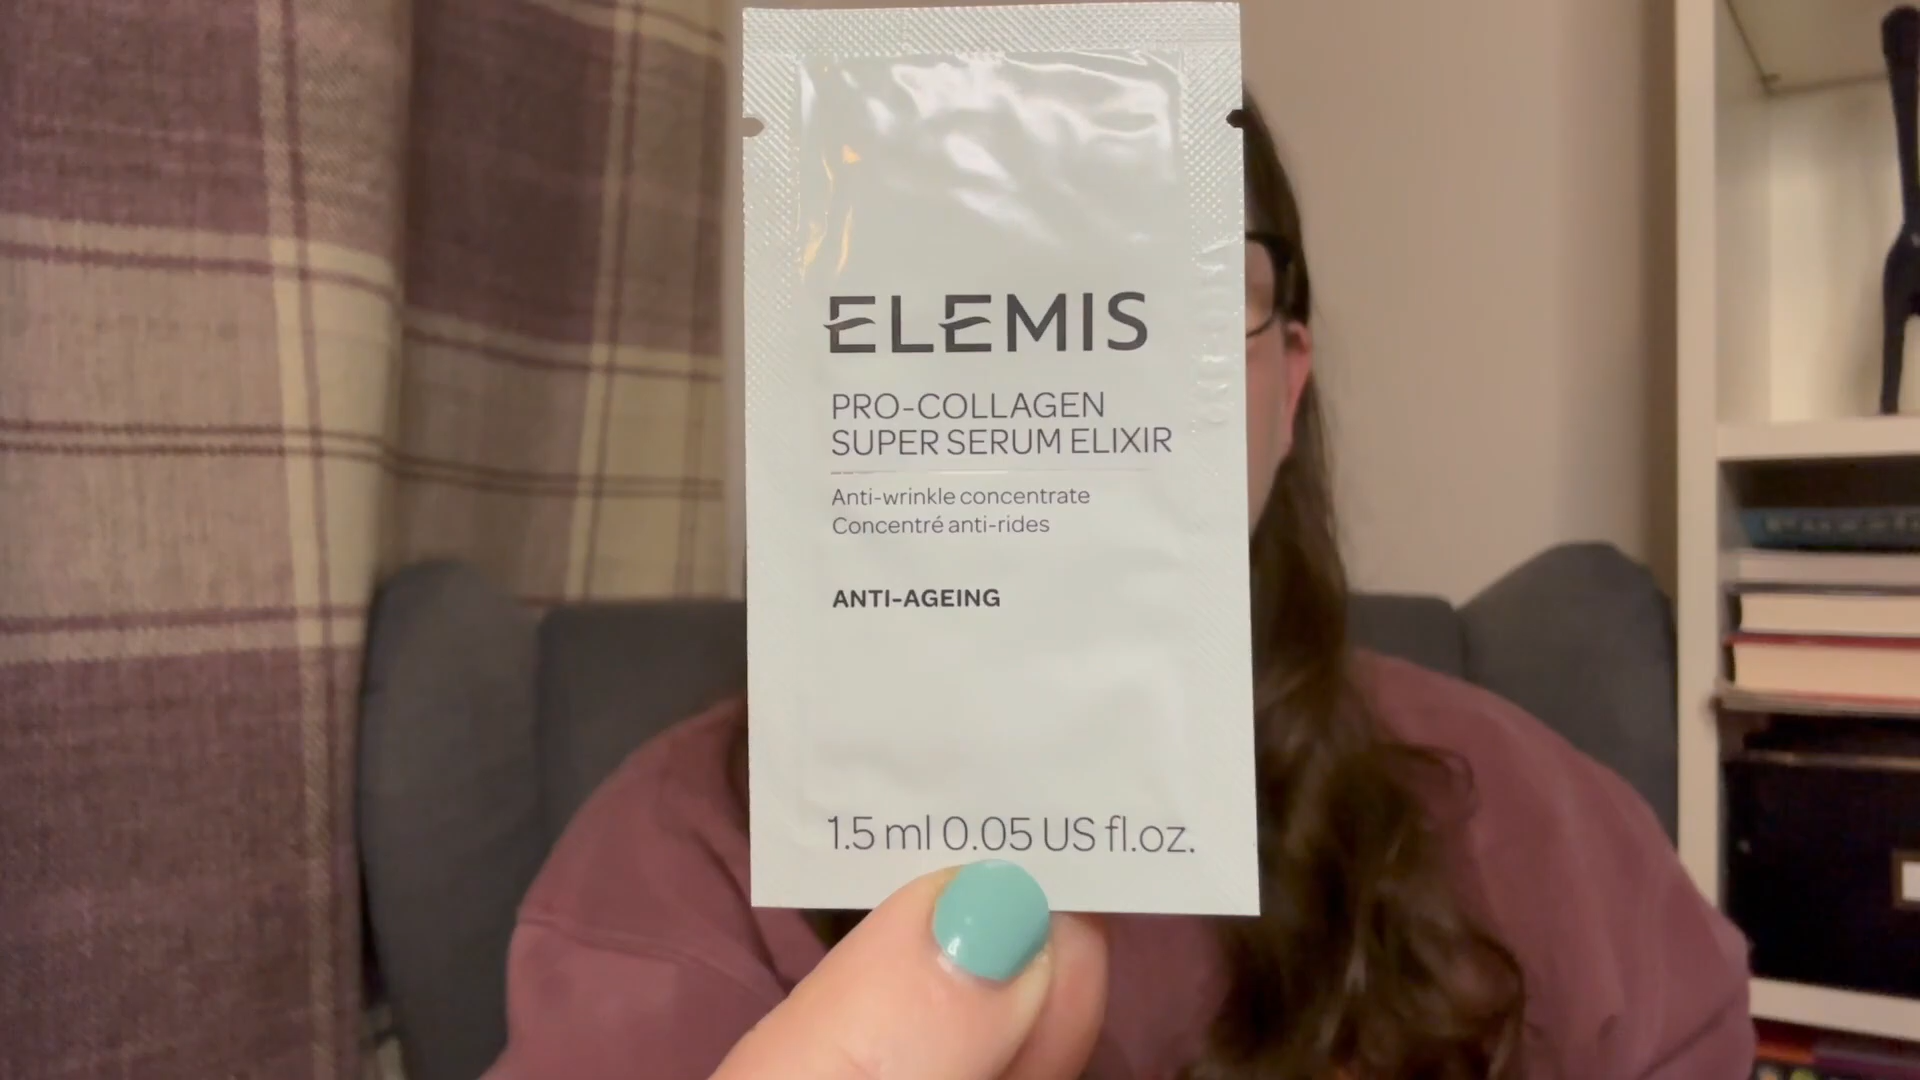 ELEMIS
PRO-COLLAGEN
SUPER SERUM ELIXIR
Anti-wrinkle concentrate
Concentré anti-rides
ANTI-AGEING
1.5 ml 0.05 US fl.oz.